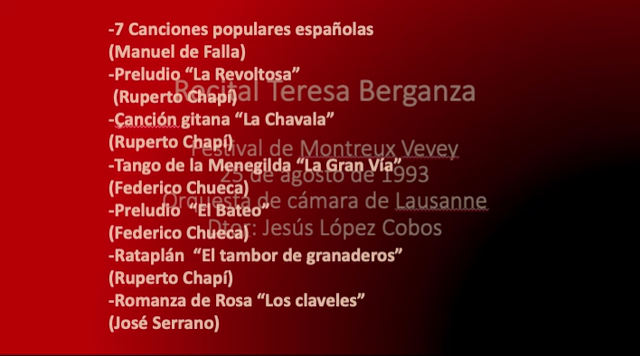 -7 Canciones populares españolas
(Manuel de Falla)
-Preludio “La Revoltosa”
(Ruperto Chapí)
-Canción gitana “La Chavala”
(Ruperto Chapí)
-Tango de la Menegilda “La Gran Vía”
(Federico Chueca)
-Preludio “El Bateo”
(Federico Chueca)
-Rataplán “El tambor de granaderos”
(Ruperto Chapí)
-Romanza de Rosa “Los claveles”
(José Serrano)
Recital Teresa Berganza
Festival de Montreux Vevey
25 de agosto de 1993
Orquesta de cámara de Lausanne
Dtor: Jesús López Cobos